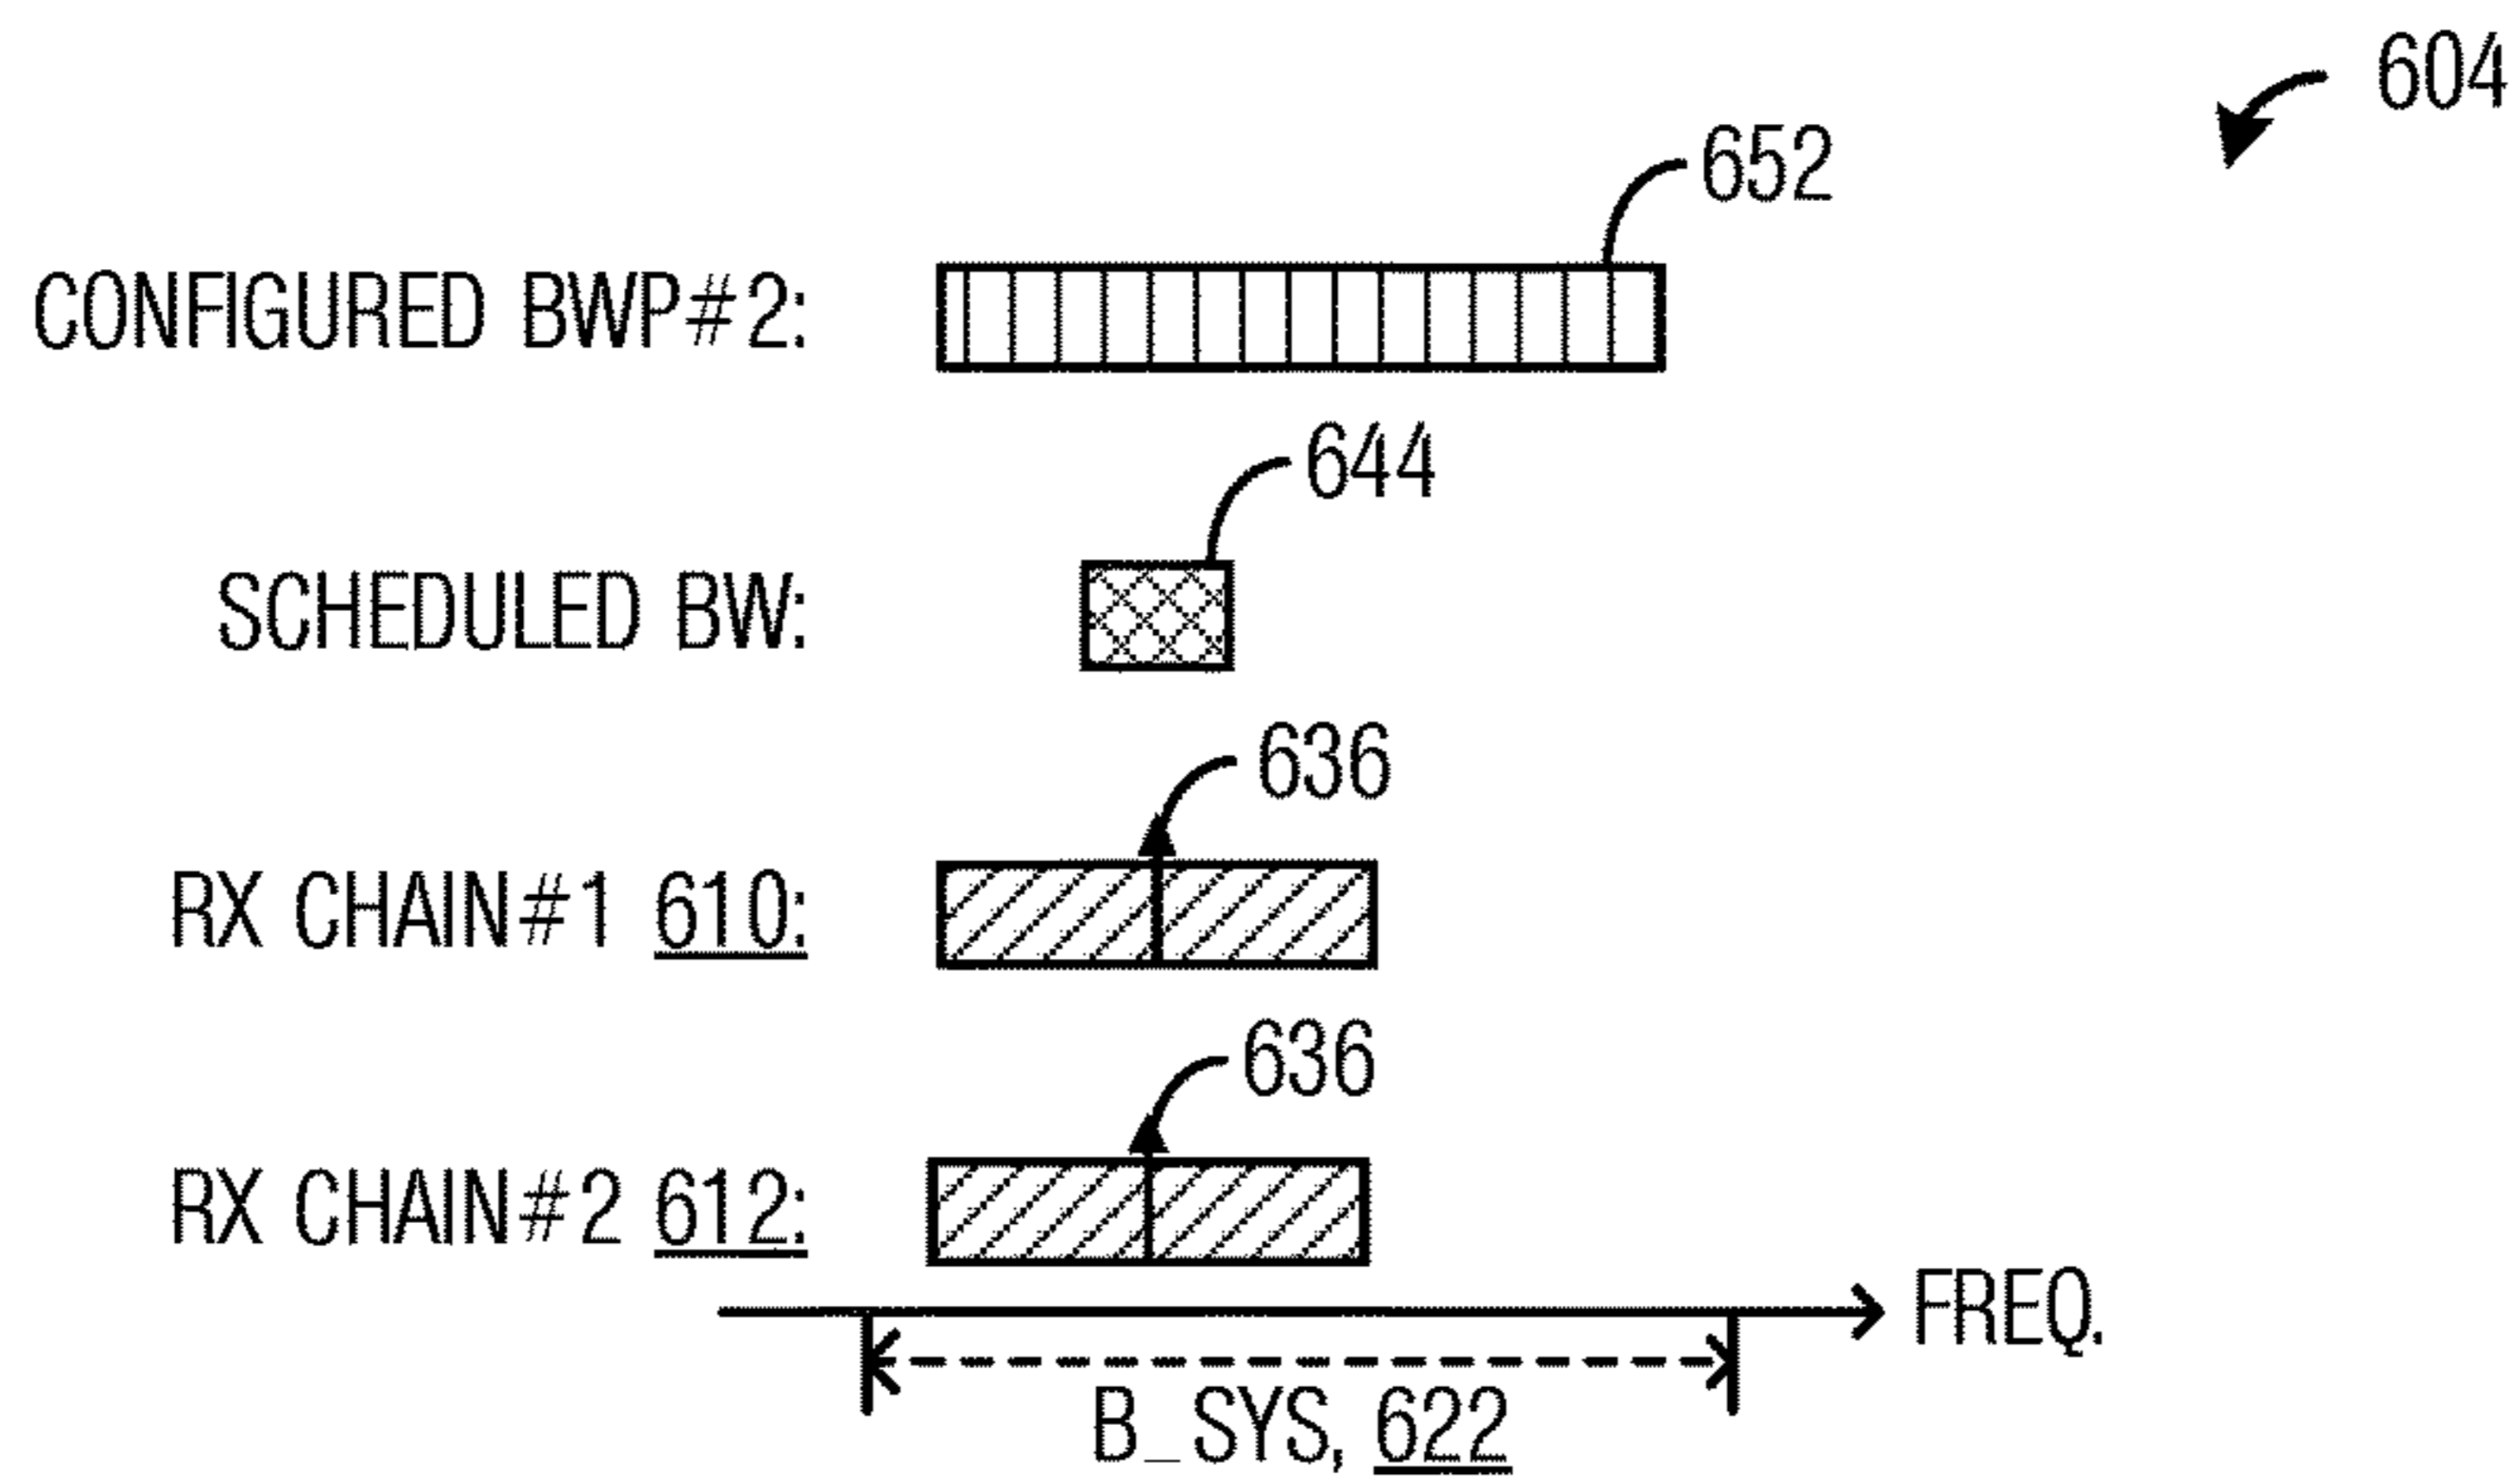 604
652
CONFIGURED BWP#2:
644
SCHEDULED BW:
636
RX CHAIN#1 610:
636
RX CHAIN#2 612:
FREQ.
B_SYS, 622